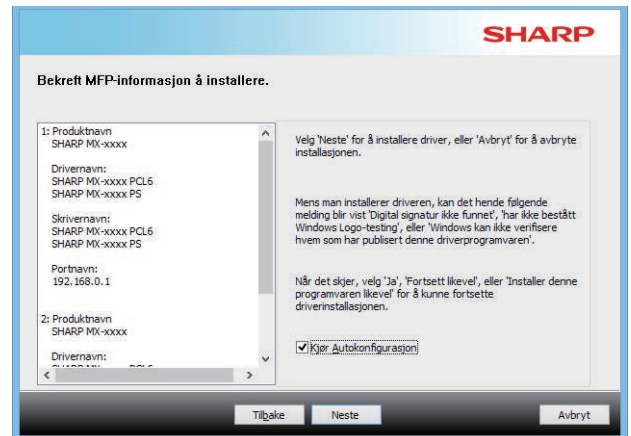 SHARP
Bekreft MFP-informasjon å installere.
1: Produktnavn
SHARP MX-xxxx
Drivernavn:
SHARP MX-xxxx PCL6
SHARP MX-xxxx PS
Skrivernavn:
SHARP MX-xxxx PCL6
SHARP MX-xxxx PS
Portnavn:
192.168.0.1
2: Produktnavn
SHARP MX-xxxx
Drivernavn:
Velg 'Neste' for å installere driver, eller 'Avbryt' for å avbryte
installasjonen.
Mens man installerer driveren, kan det hende følgende
melding blir vist 'Digital signatur ikke funnet', 'har ikke bestått
Windows Logo-testing', eller 'Windows kan ikke verifisere
hvem som har publisert denne driverprogramvaren'.
Når det skjer, velg 'Ja', 'Fortsett likevel', eller 'Installer denne
programvaren likevel' for å kunne fortsette
driverinstallasjonen.
Kjør Autokonfigurasjon
Tilbake Neste Avbryt